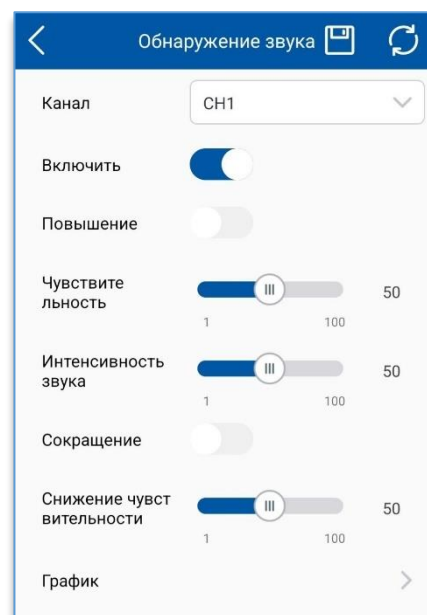 Обнаружение звука
Канал CH1
Включить
Повышение
Чувствите
льность
50
1 100
Интенсивность
звука
50
1 100
Сокращение
Снижение чувст
вительности
50
1 100
График